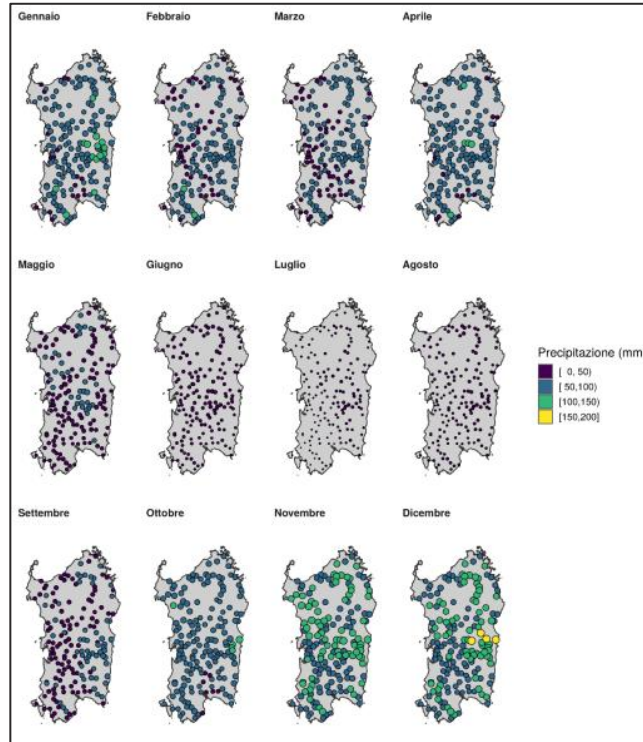 Gennaio Febbraio Marzo Aprile
Maggio Giugno Luglio Agosto
Precipitazione (mm
[ 0, 50)
[ 50,100)
[100,150)
[150,200]
Settembre Ottobre Novembre Dicembre